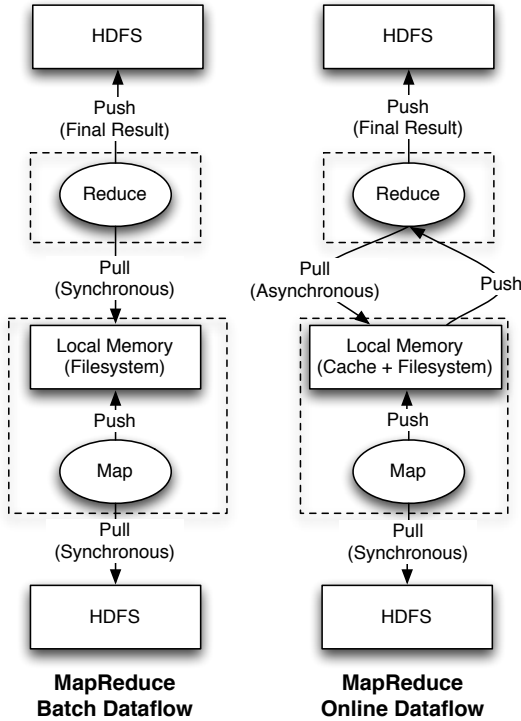 HDFS
Push
(Final Result)
Reduce
Pull
(Synchronous)
Local Memory
(Filesystem)
Push
Map
Pull
(Synchronous)
HDFS
MapReduce
Batch Dataflow
HDFS
Push
(Final Result)
Reduce
Pull
(Asynchronous)
Push
Local Memory
(Cache + Filesystem)
Push
Map
Pull
(Synchronous)
HDFS
MapReduce
Online Dataflow